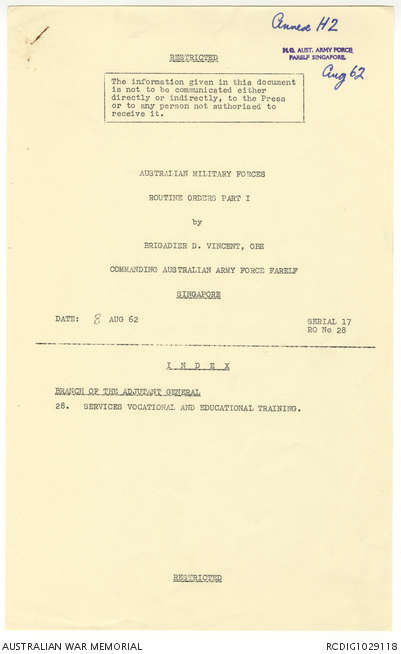 Annex H2
H.Q. AUST. ARMY FORCE,
FARELF SINGAPORE.
Aug 62
RESTRICTED
The information given in this document
is not to be communicated either
directly or indirectly, to the Press
or to any person not authorised to
receive it.
AUSTRALIAN MILITARY FORCES
ROUTINE ORDERS PART I
by
BRIGADIER D. VINCENT, OBE
COMMANDING AUSTRALIAN ARMY FORCE FARELF
SINGAPORE
DATE: 8 AUG 62 SERIAL 17
RO No 28
I N D E X
BRANCH OF THE ADJUTANT GENERAL
28. SERVICES VOCATIONAL AND EDUCATIONAL TRAINING.
RESTRICTED
AUSTRALIAN WAR MEMORIAL RCDIG1029118